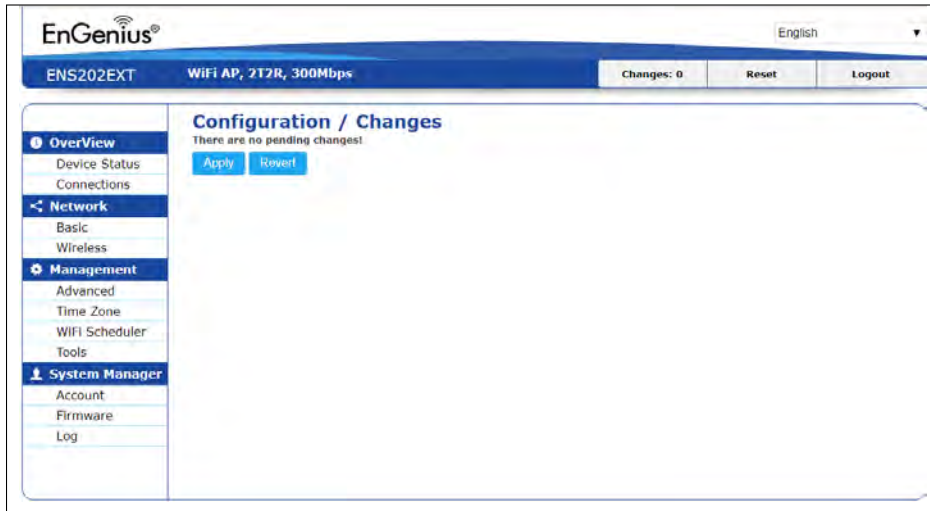 EnGenius®
English
ENS202EXT
WiFi AP, 2T2R, 300Mbps
Changes: 0
Reset
Logout
Configuration / Changes
There are no pending changes!
Apply
Revert
OverView
Device Status
Connections
Network
Basic
Wireless
Management
Advanced
Time Zone
WiFi Scheduler
Tools
System Manager
Account
Firmware
Log